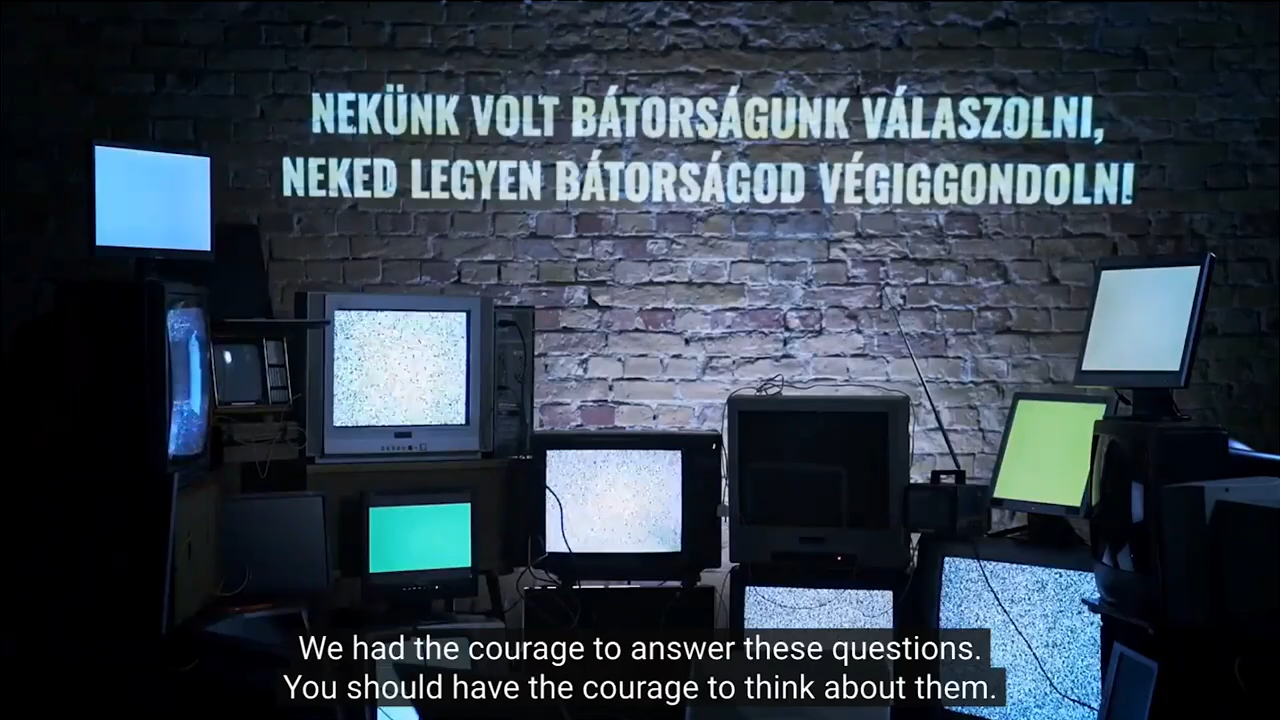 NEKÜNK VOLT BÁTORSÁGUNK VÁLASZOLNI,
NEKED LEGYEN BÁTORSÁGOD VÉGIGGONDOLNI
We had the courage to answer these questions.
You should have the courage to think about them.